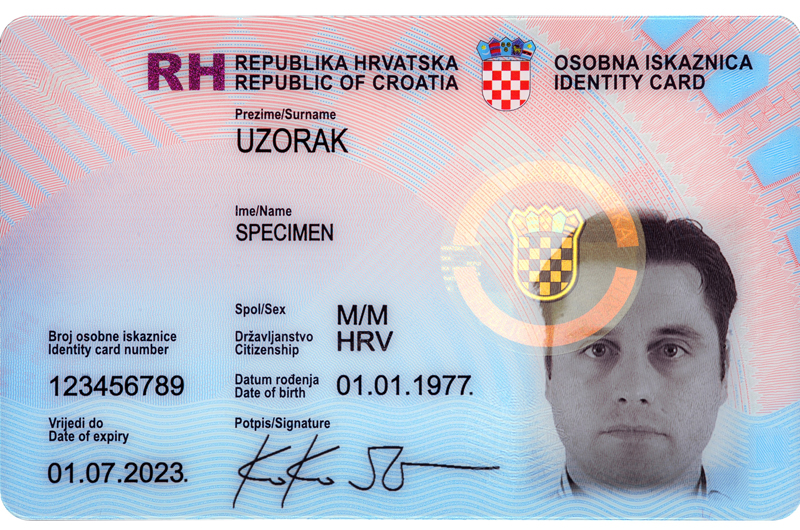 RH REPUBLIKA HRVATSKA
REPUBLIC OF CROATIA
OSOBNA ISKAZNICA
IDENTITY CARD
Prezime/Surname
UZORAK
Ime/Name
SPECIMEN
Spol/Sex
M/M
Državljanstvo
Citizenship
HRV
Broj osobne iskaznice
Identity card number
123456789
Datum rođenja
Date of birth
01.01.1977.
Vrijedi do
Date of expiry
01.07.2023.
Potpis/Signature